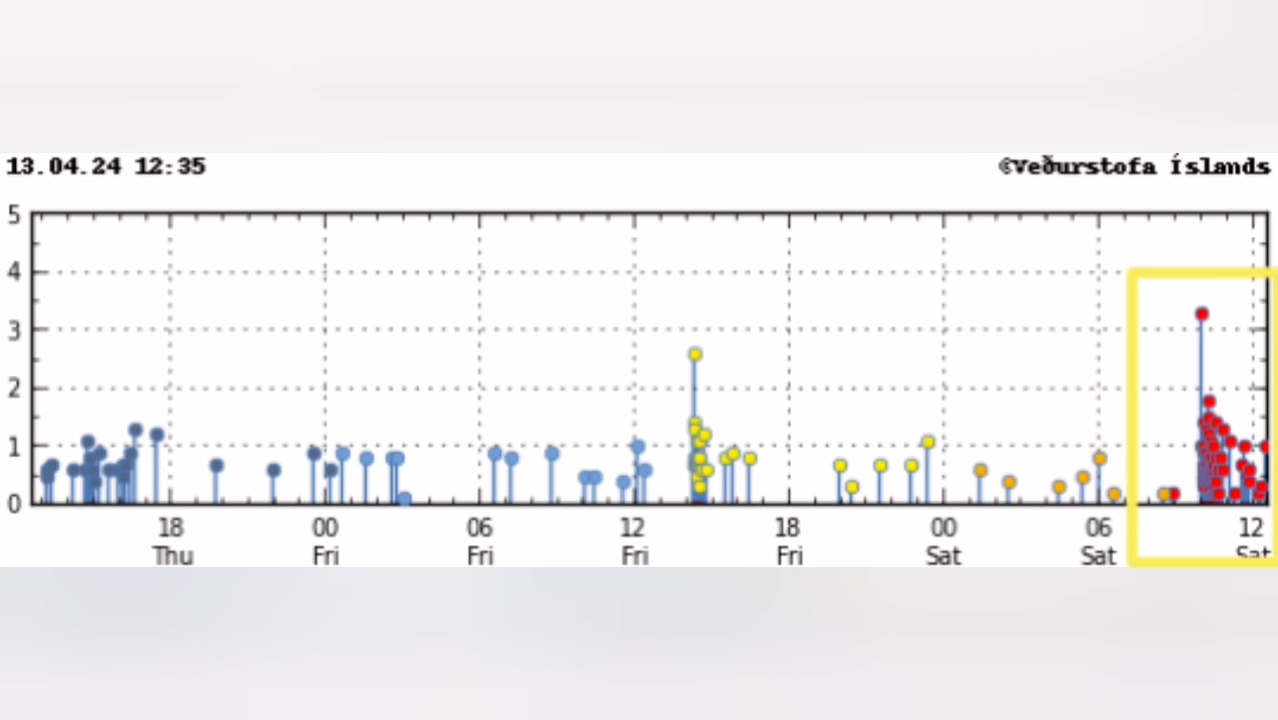 13.04.24 12:35
©Veðurstofa Íslands
5
4
3
2
1
0
18 00 06 12 18 00 06 12
Thu Fri Fri Fri Fri Sat Sat Sat